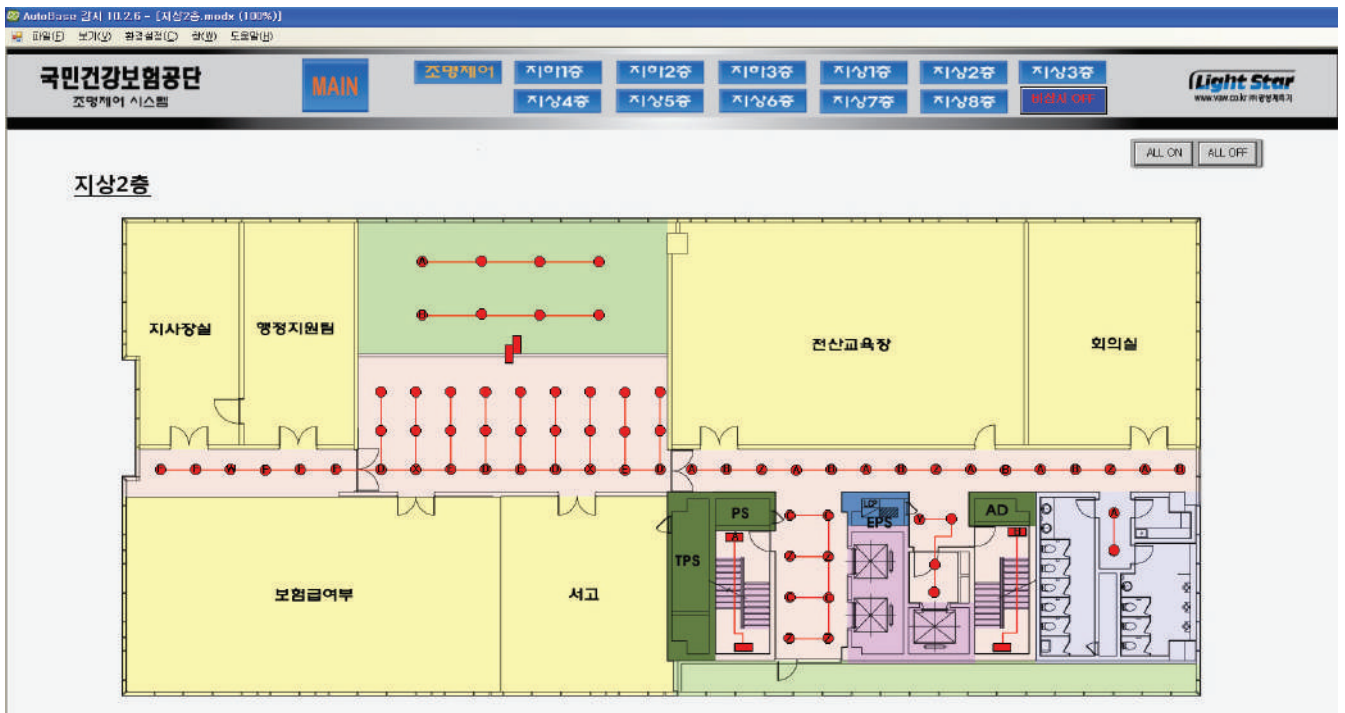 AutoBase 감시 10.2.6 - [지상2층.modx (100%)]
파일(F) 보기(V) 환경설정(C) 창(W) 도움말(H)
국민건강보험공단
조명제어 시스템
MAIN
조명제어 지하1층 지하2층 지하3층 지상1층 지상2층 지상3층
지상4층 지상5층 지상6층 지상7층 지상8층 비상시 OFF
Light Star
ALL ON ALL OFF
지상2층
지사장실
행정지원팀
전산교육장
회의실
PS
LCP
EPS
AD
TPS
보험급여부
서고